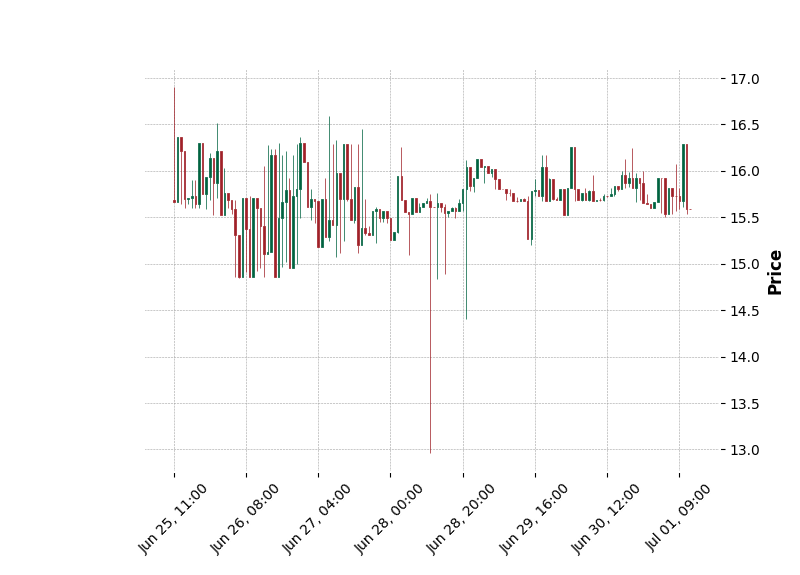 17.0
16.5
16.0
15.5
15.0
14.5
14.0
13.5
13.0
Price
Jun 25, 11:00
Jun 26, 08:00
Jun 27, 04:00
Jun 28, 00:00
Jun 28, 20:00
Jun 29, 16:00
Jun 30, 12:00
Jul 01, 09:00